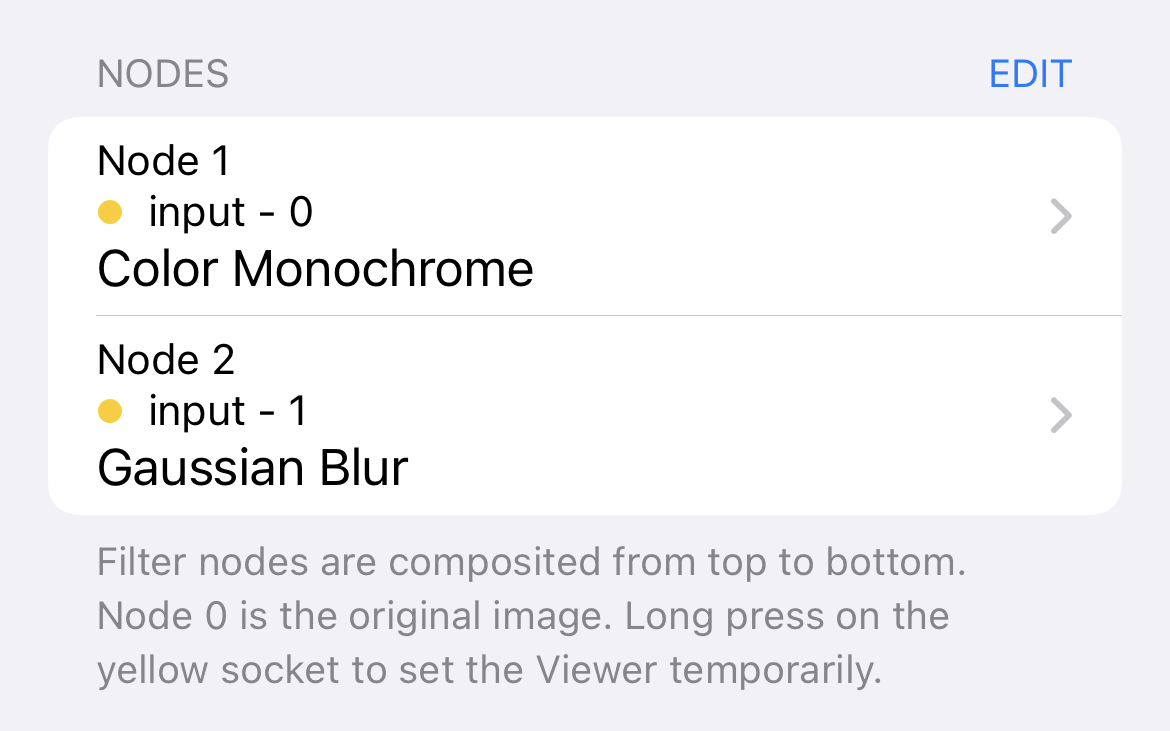 NODES
EDIT
Node 1
input - 0
Color Monochrome
Node 2
input - 1
Gaussian Blur
Filter nodes are composited from top to bottom.
Node 0 is the original image. Long press on the
yellow socket to set the Viewer temporarily.